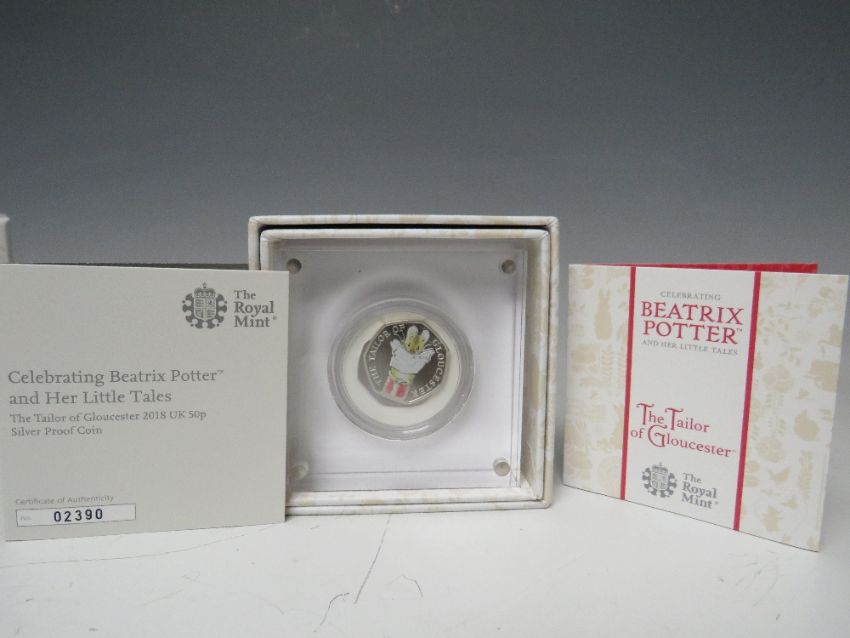 The
Royal
Mint®
Celebrating Beatrix Potter™
and Her Little Tales
The Tailor of Gloucester 2018 UK 50p
Silver Proof Coin
Certificate of Authenticity
No. 02390
THE TAILOR OF GLOUCESTER
CELEBRATING
BEATRIX
POTTER™
AND HER LITTLE TALES
The Tailor
of Gloucester™
The
Royal
Mint®